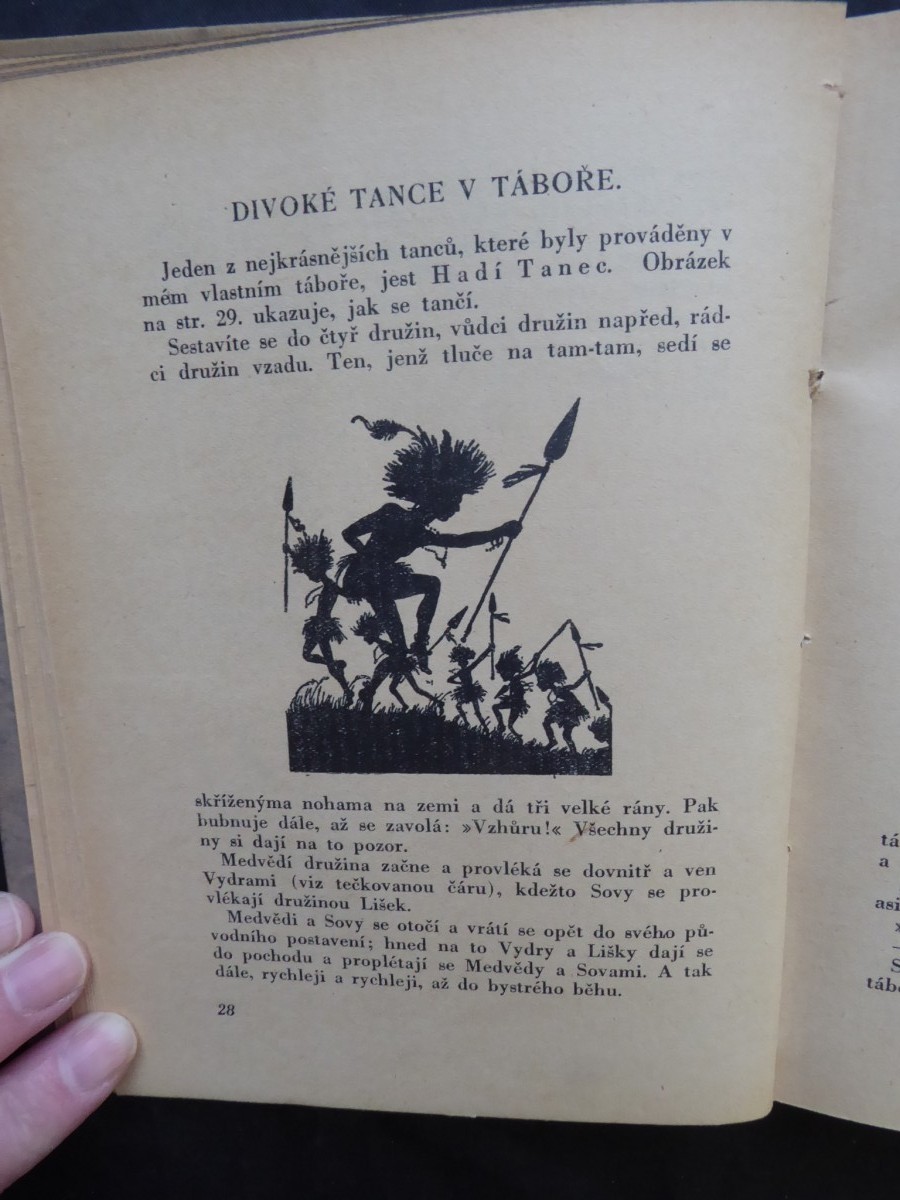 DIVOKÉ TANCE V TÁBOŘE.
Jeden z nejkrásnějších tanců, které byly prováděny v
mém vlastním táboře, jest Hadí Tanec. Obrázek
na str. 29. ukazuje, jak se tančí.
Sestavíte se do čtyř družin, vůdci družin napřed, rád-
ci družin vzadu. Ten, jenž tluče na tam-tam, sedí se
skříženýma nohama na zemi a dá tři velké rány. Pak
bubnuje dále, až se zavolá: »Vzhůru!« Všechny druži-
ny si dají na to pozor.
Medvědí družina začne a provléká se dovnitř a ven
Vydrami (viz tečkovanou čáru), kdežto Sovy se pro-
vlékají družinou Lišek.
Medvědi a Sovy se otočí a vrátí se opět do svého pů-
vodního postavení; hned na to Vydry a Lišky dají se
do pochodu a proplétají se Medvědy a Sovami. A tak
dále, rychleji a rychleji, až do bystrého běhu.
28
tá
a
asi
S
tábo